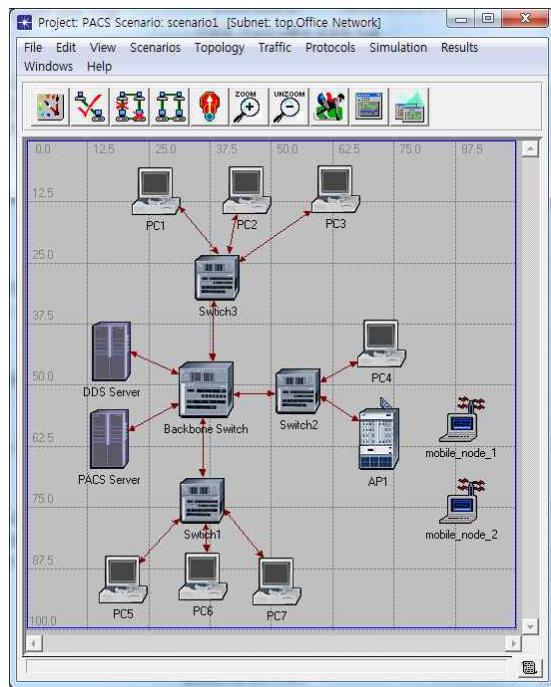 Project: PACS Scenario: scenario1 [Subnet: top.Office Network]
File Edit View Scenarios Topology Traffic Protocols Simulation Results
Windows Help
ZOOM UNZOOM
0.0 12.5 25.0 37.5 50.0 62.5 75.0 87.5
12.5
PC1 PC2 PC3
25.0
Swtich3
37.5
PC4
50.0
DDS Server
Backbone Switch
Switch2
62.5
mobile_node_1
PACS Server
AP1
75.0
Swtich1
mobile_node_2
87.5
PC5 PC6 PC7
100.0